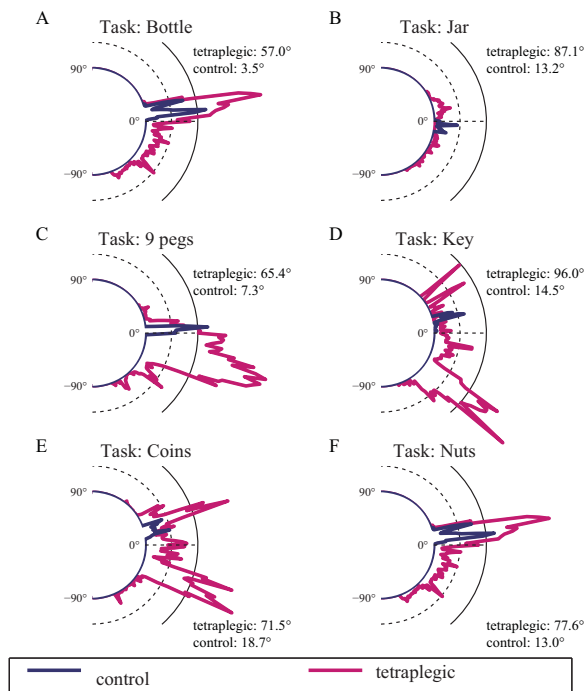 A
Task: Bottle
tetraplegic 57.0°
control: 3.5°
90°
0°
−90°
B
Task: Jar
tetraplegic: 87.1°
control: 13.2°
90°
0°
−90°
C
Task: 9 pegs
tetraplegic: 65.4°
control: 7.3°
90°
0°
−90°
D
Task: Key
tetraplegic: 96.0°
control: 14.5°
90°
0°
−90°
E
Task: Coins
90°
0°
−90°
tetraplegic: 71.5°
control: 18.7°
F
Task: Nuts
90°
0°
−90°
tetraplegic: 77.6°
control: 13.0°
control
tetraplegic